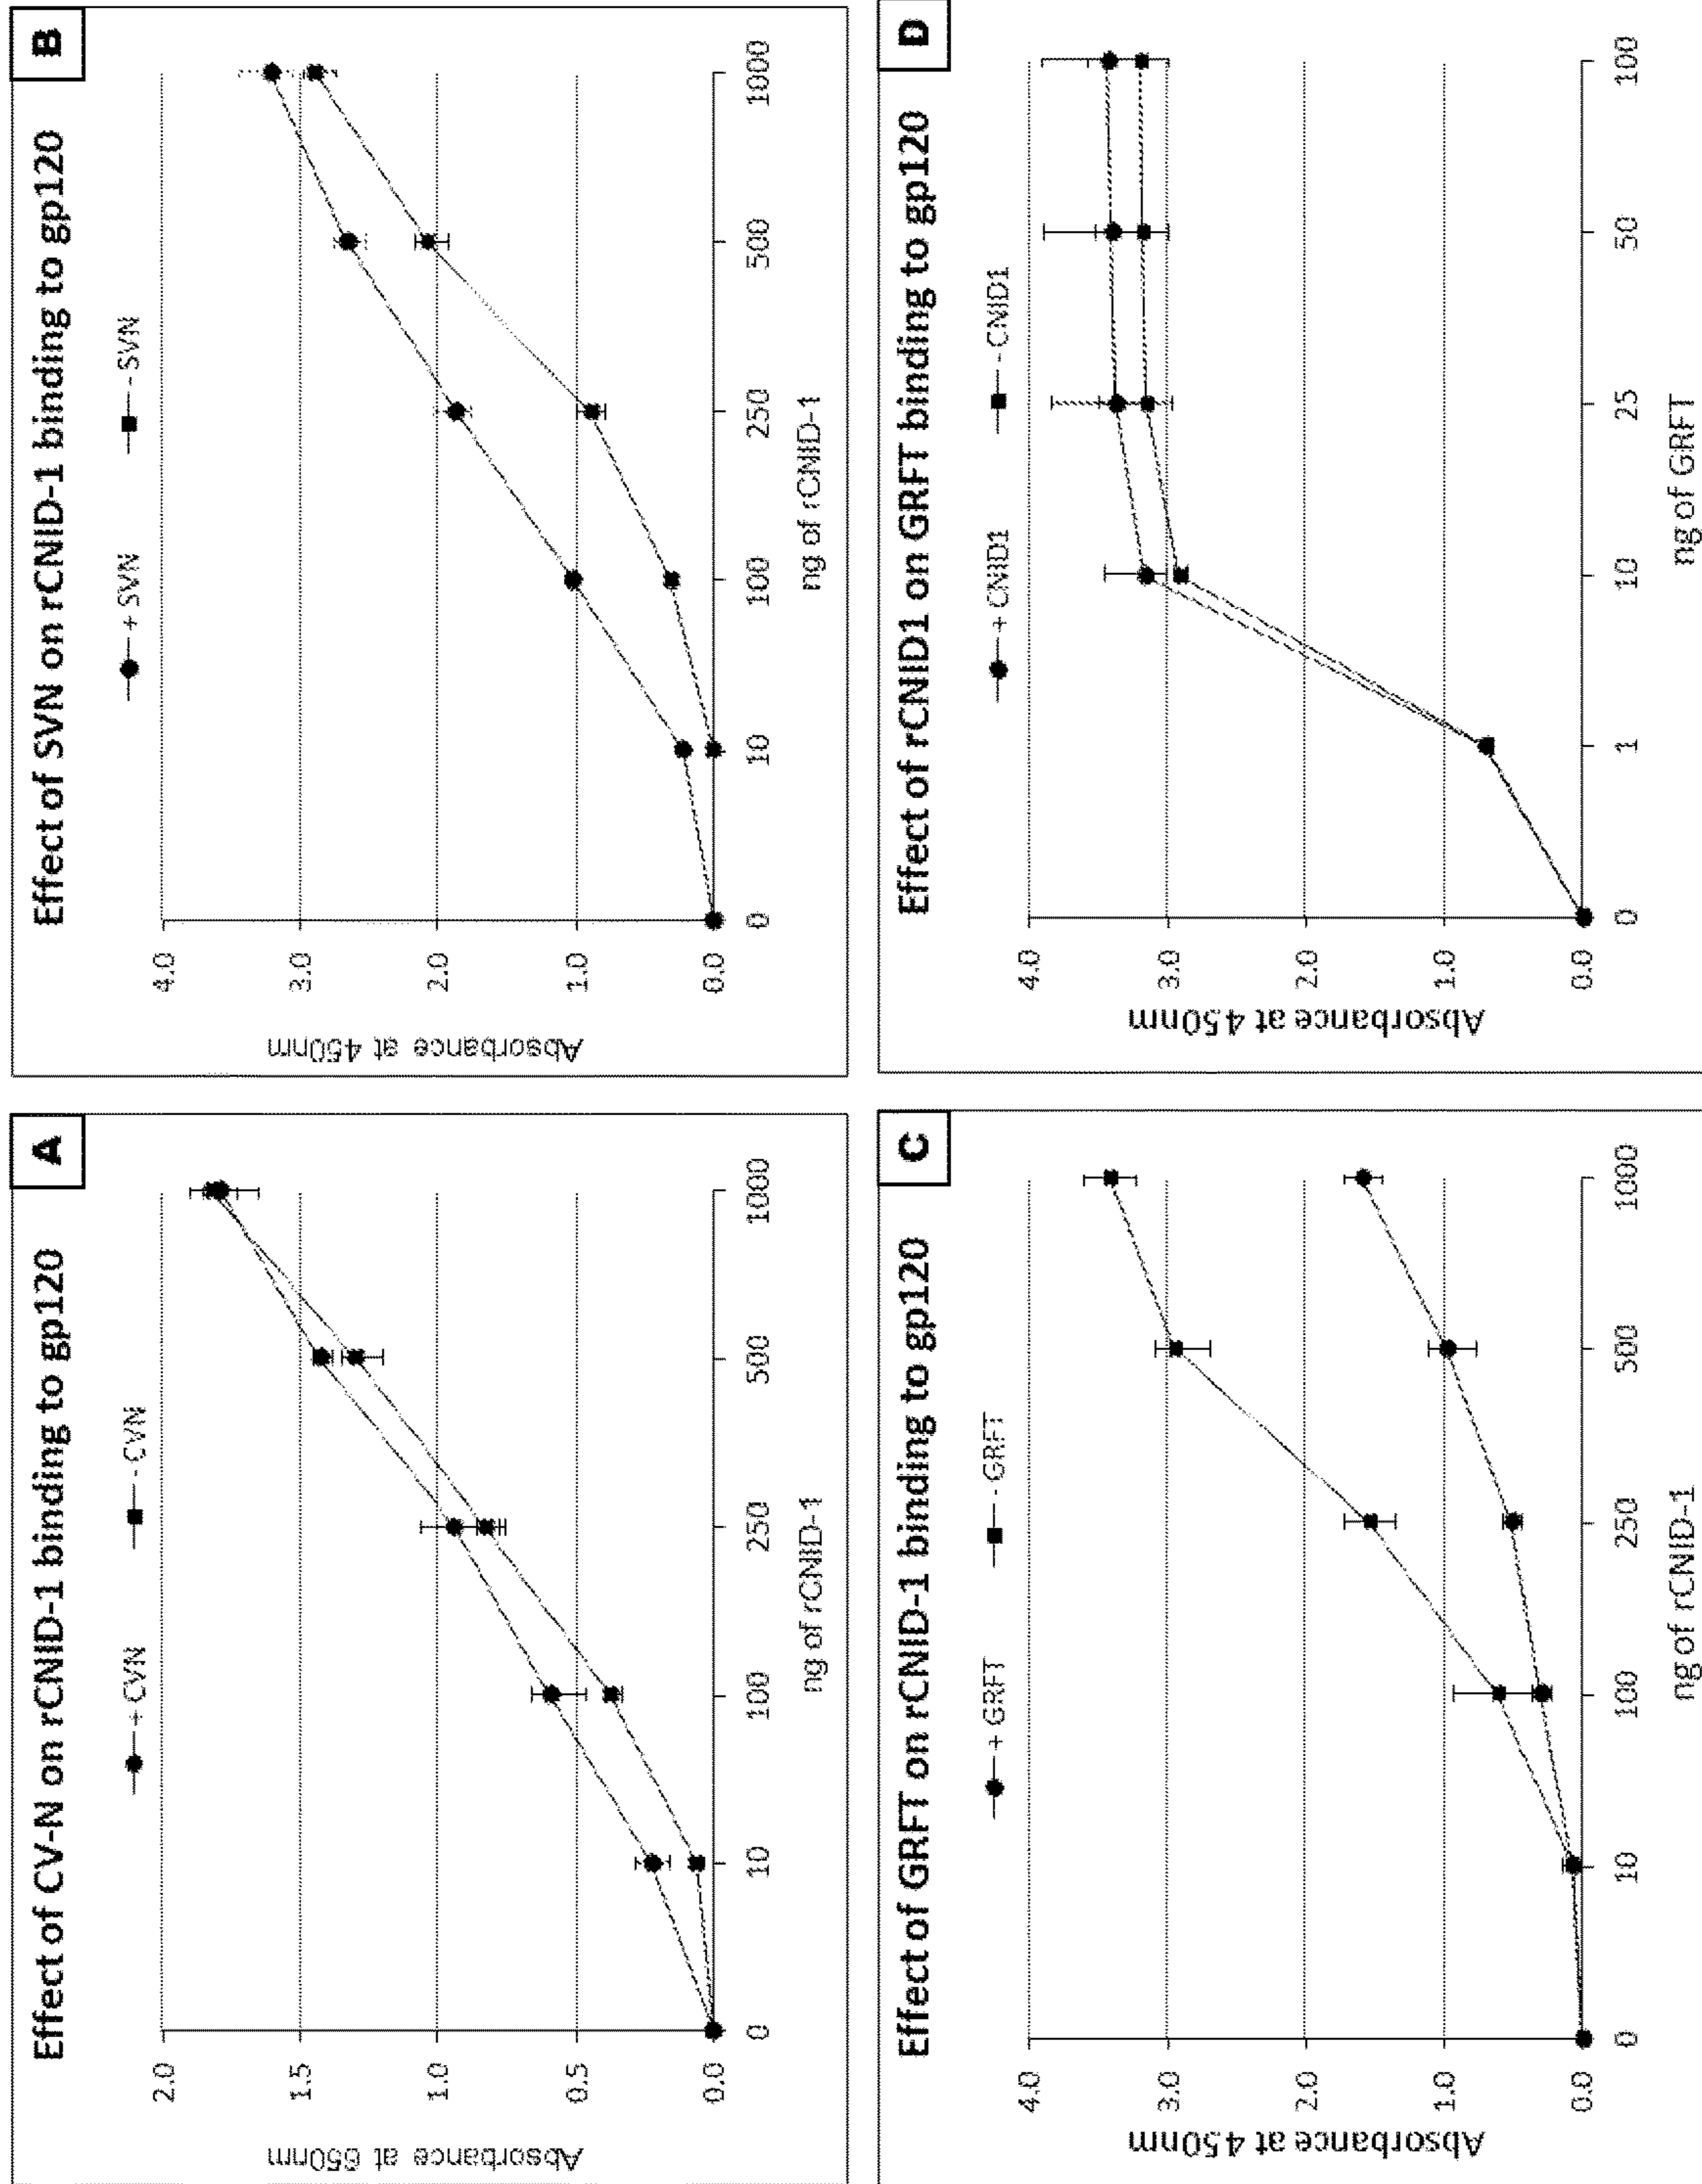 A
Effect of CV-N on rCNID-1 binding to gp120
+ CVN
- CVN
2.0
1.5
1.0
0.5
0.0
Absorbance at 650nm
0 10 100 250 500 1000
ng of rCNID-1
B
Effect of SVN on rCNID-1 binding to gp120
+ SVN
- SVN
4.0
3.0
2.0
1.0
0.0
Absorbance at 450nm
0 10 100 250 500 1000
ng of rCNID-1
C
Effect of GRFT on rCNID-1 binding to gp120
+ GRFT
- GRFT
4.0
3.0
2.0
1.0
0.0
Absorbance at 450nm
0 10 100 250 500 1000
ng of rCNID-1
D
Effect of rCNID1 on GRFT binding to gp120
+ CNID1
- CNID1
4.0
3.0
2.0
1.0
0.0
Absorbance at 450nm
0 1 10 25 50 100
ng of GRFT